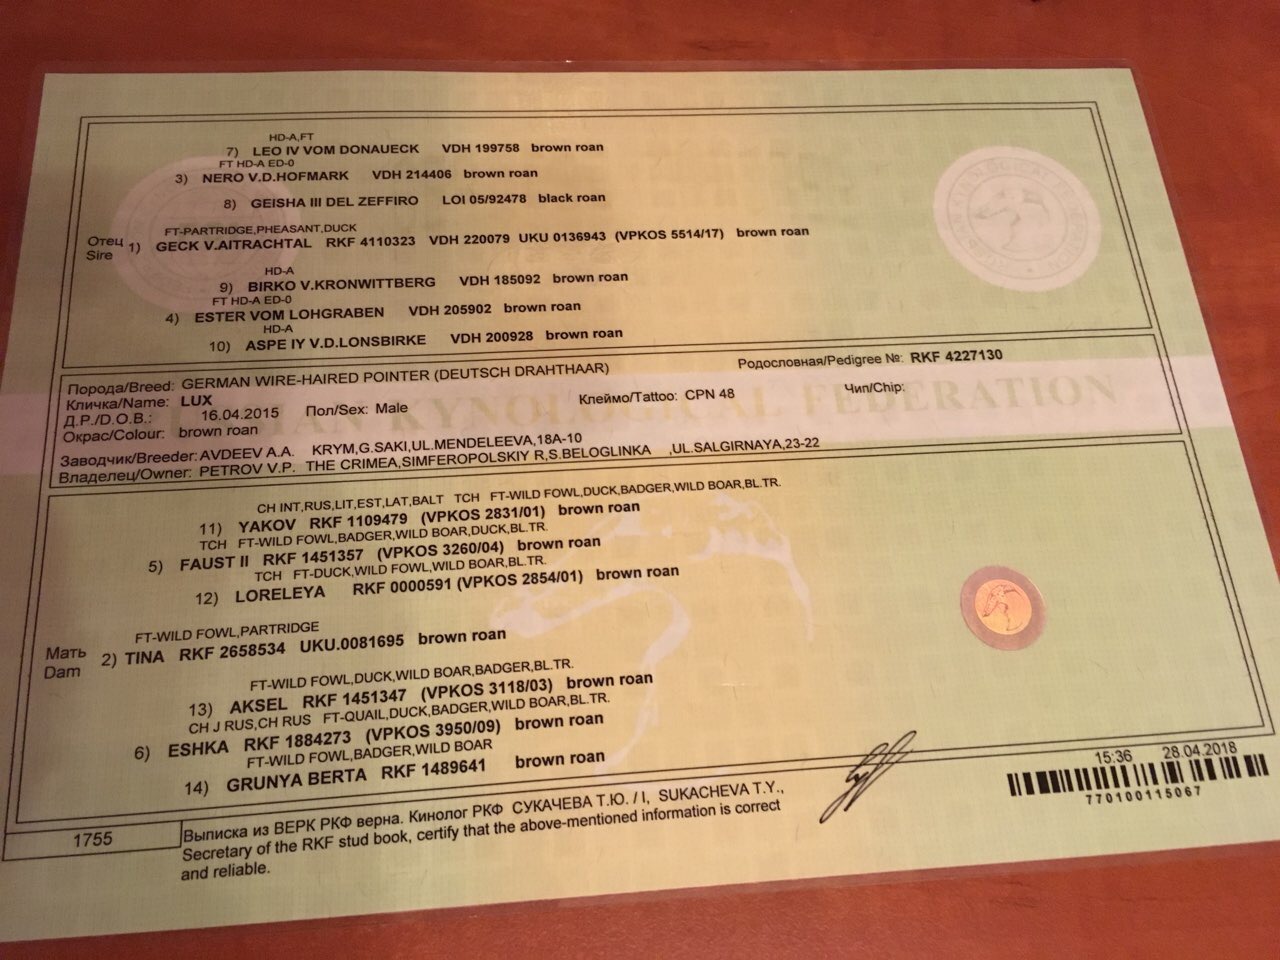 HD-A,FT
7) LEO IV VOM DONAUECK VDH 199758 brown roan
FT HD-A ED-0
3) NERO V.D.HOFMARK VDH 214406 brown roan
8) GEISHA III DEL ZEFFIRO LOI 05/92478 black roan
FT-PARTRIDGE,PHEASANT,DUCK
Отец
Sire
1) GECK V.AITRACHTAL RKF 4110323 VDH 220079 UKU 0136943 (VPKOS 5514/17) brown roan
HD-A
9) BIRKO V.KRONWITTBERG VDH 185092 brown roan
FT HD-A ED-0
4) ESTER VOM LOHGRABEN VDH 205902 brown roan
HD-A
10) ASPE IY V.D.LONSBIRKE VDH 200928 brown roan
Порода/Breed: GERMAN WIRE-HAIRED POINTER (DEUTSCH DRAHTHAAR) Родословная/Pedigree №: RKF 4227130
Кличка/Name: LUX Клеймо/Tattoo: CPN 48 Чип/Chip:
Д.Р./D.O.B.: 16.04.2015 Пол/Sex: Male
Окрас/Colour: brown roan
Заводчик/Breeder: AVDEEV A.A. KRYM,G.SAKI,UL.MENDELEEVA,18A-10
Владелец/Owner: PETROV V.P. THE CRIMEA,SIMFEROPOLSKIY R,S.BELOGLINKA ,UL.SALGIRNAYA,23-22
CH INT,RUS,LIT,EST,LAT,BALT TCH FT-WILD FOWL,DUCK,BADGER,WILD BOAR,BL.TR.
11) YAKOV RKF 1109479 (VPKOS 2831/01) brown roan
TCH FT-WILD FOWL,BADGER,WILD BOAR,DUCK,BL.TR.
5) FAUST II RKF 1451357 (VPKOS 3260/04) brown roan
TCH FT-DUCK,WILD FOWL,WILD BOAR,BL.TR.
12) LORELEYA RKF 0000591 (VPKOS 2854/01) brown roan
FT-WILD FOWL,PARTRIDGE
Мать
Dam
2) TINA RKF 2658534 UKU.0081695 brown roan
FT-WILD FOWL,DUCK,WILD BOAR,BADGER,BL.TR.
13) AKSEL RKF 1451347 (VPKOS 3118/03) brown roan
CH J RUS,CH RUS FT-QUAIL,DUCK,BADGER,WILD BOAR,BL.TR.
6) ESHKA RKF 1884273 (VPKOS 3950/09) brown roan
FT-WILD FOWL,BADGER,WILD BOAR
14) GRUNYA BERTA RKF 1489641 brown roan
15:36 28.04.2018
770100115067
1755
Выписка из ВЕРК РКФ верна. Кинолог РКФ СУКАЧЕВА Т.Ю. / I, SUKACHEVA T.Y.,
Secretary of the RKF stud book, certify that the above-mentioned information is correct
and reliable.